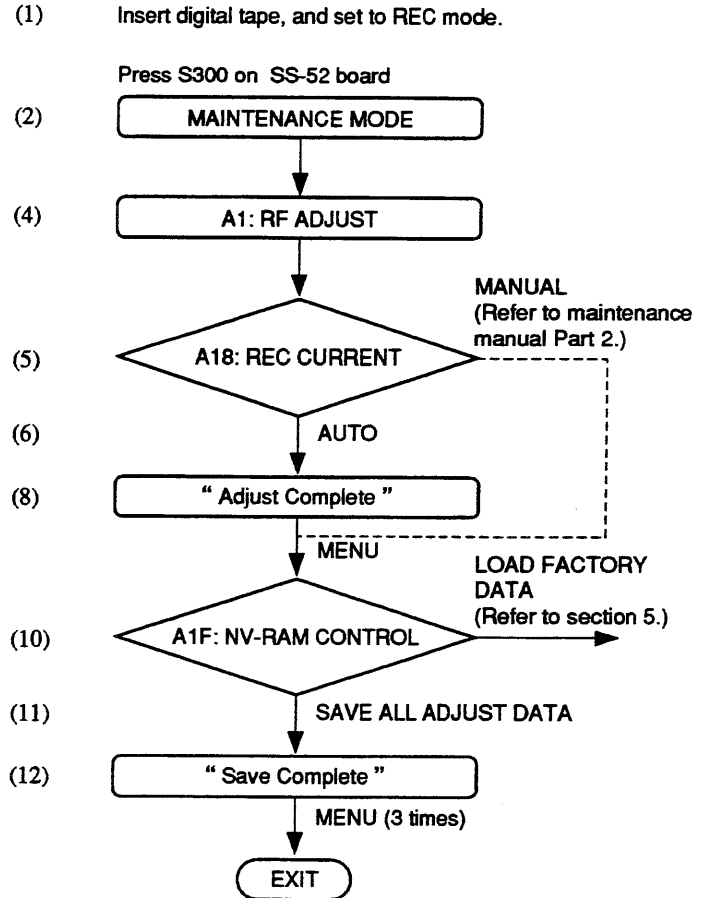 (1) Insert digital tape, and set to REC mode.
Press S300 on SS-52 board
(2) MAINTENANCE MODE
(4) A1: RF ADJUST
MANUAL
(Refer to maintenance
manual Part 2.)
(5) A18: REC CURRENT
(6) AUTO
(8) “ Adjust Complete ”
MENU
LOAD FACTORY
DATA
(Refer to section 5.)
(10) A1F: NV-RAM CONTROL
(11) SAVE ALL ADJUST DATA
(12) “ Save Complete ”
MENU (3 times)
EXIT